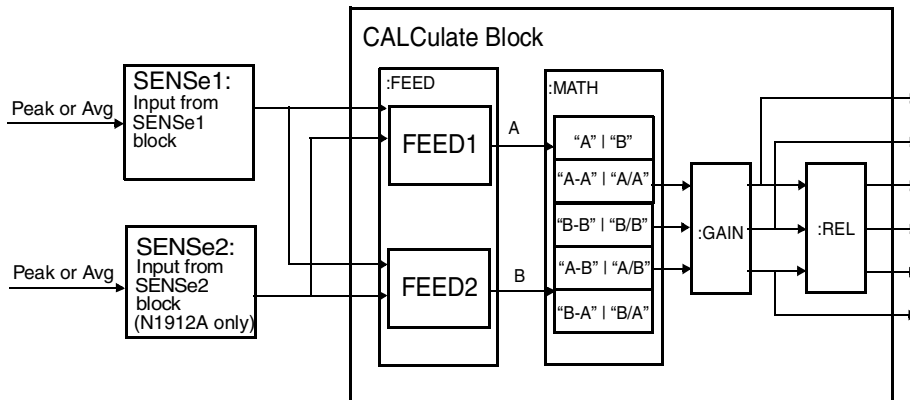 CALCulate Block
SENSe1:
Input from
SENSe1
block
Peak or Avg
:FEED
FEED1
A
:MATH
“A” | “B”
“A-A” | “A/A”
“B-B” | “B/B”
“A-B” | “A/B”
“B-A” | “B/A”
:GAIN
:REL
SENSe2:
Input from
SENSe2
block
(N1912A only)
Peak or Avg
FEED2
B